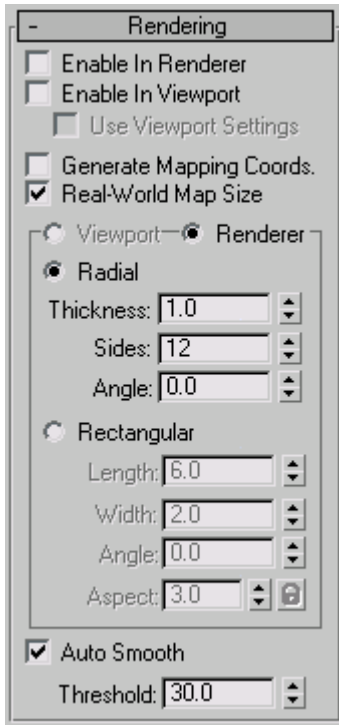 - Rendering
Enable In Renderer
Enable In Viewport
Use Viewport Settings
Generate Mapping Coords.
Real-World Map Size
Viewport Renderer
Radial
Thickness: 1.0
Sides: 12
Angle: 0.0
Rectangular
Length: 6.0
Width: 2.0
Angle: 0.0
Aspect: 3.0
Auto Smooth
Threshold: 30.0